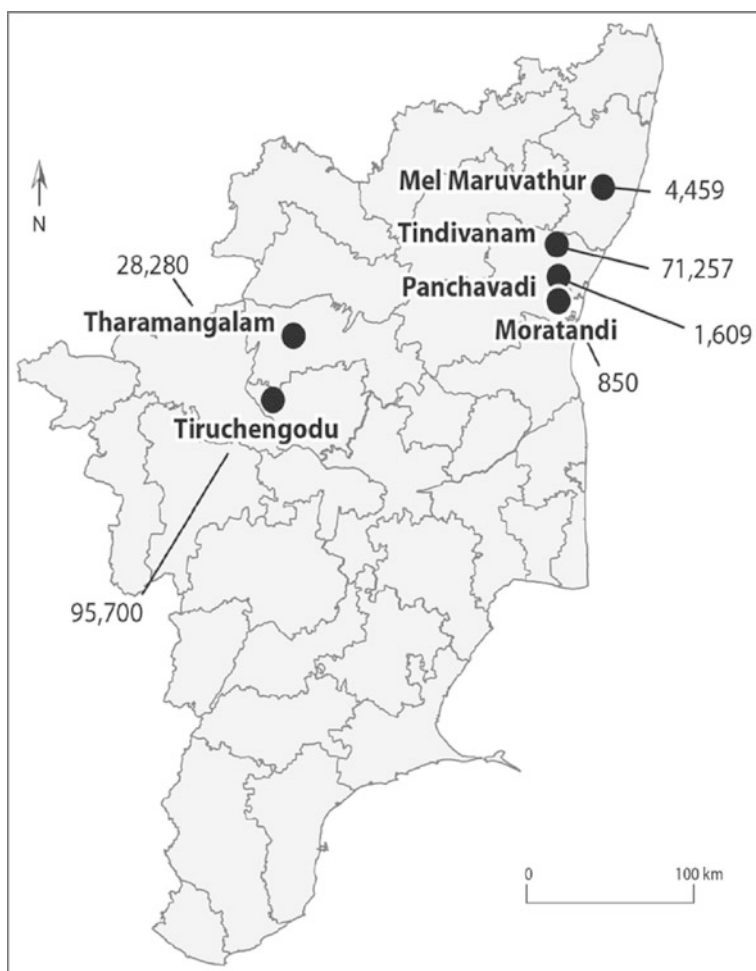 Mel Maruvathur
4,459
N
Tindivanam
71,257
28,280
Panchavadi
Tharamangalam
Moratandi
1,609
850
Tiruchengodu
95,700
0
100 km